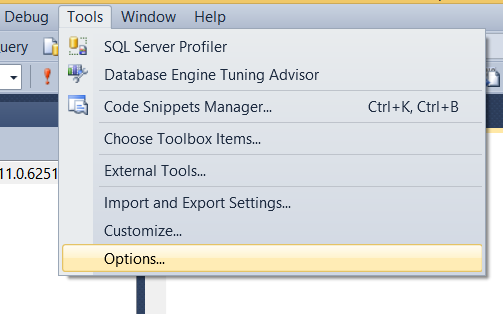 Debug Tools Window Help
uery
SQL Server Profiler
Database Engine Tuning Advisor
Code Snippets Manager... Ctrl+K, Ctrl+B
Choose Toolbox Items...
External Tools...
11.0.6251
Import and Export Settings...
Customize...
Options...